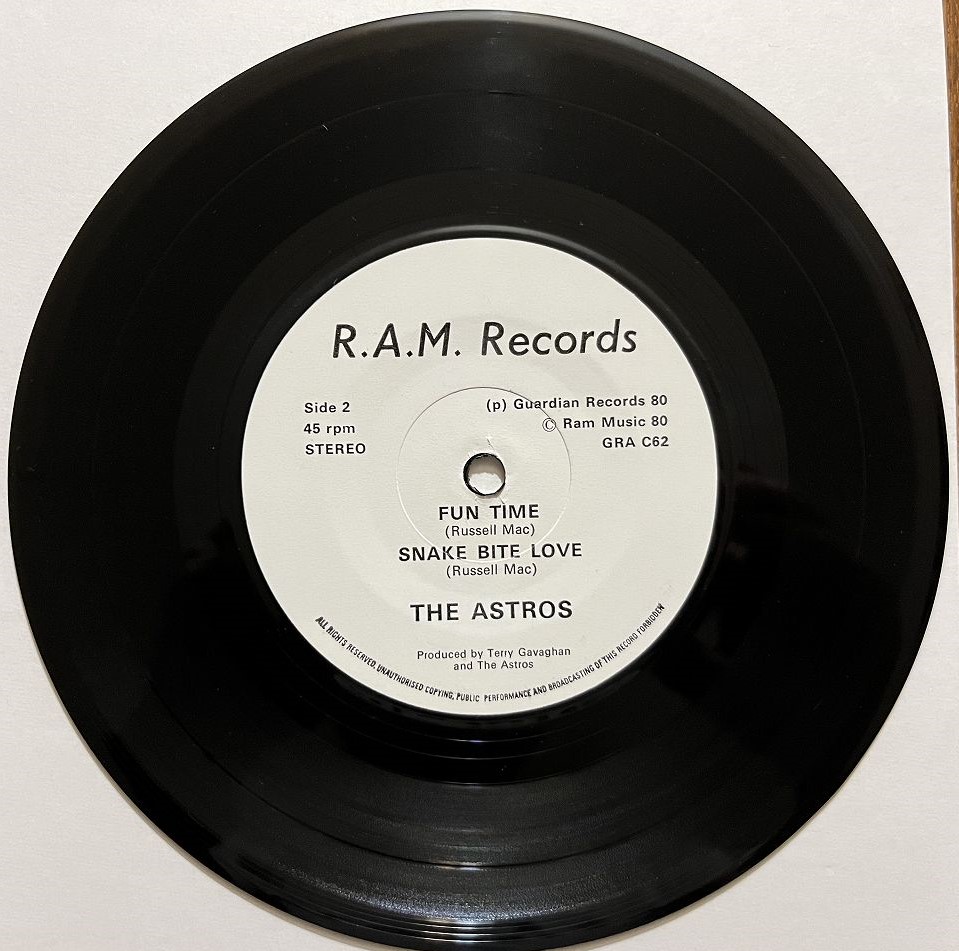 R.A.M. Records
Side 2
45 rpm
STEREO
(p) Guardian Records 80
© Ram Music 80
GRA C62
FUN TIME
(Russell Mac)
SNAKE BITE LOVE
(Russell Mac)
THE ASTROS
Produced by Terry Gavaghan
and The Astros
ALL RIGHTS RESERVED. UNAUTHORISED COPYING, PUBLIC PERFORMANCE AND BROADCASTING OF THIS RECORD FORBIDDEN